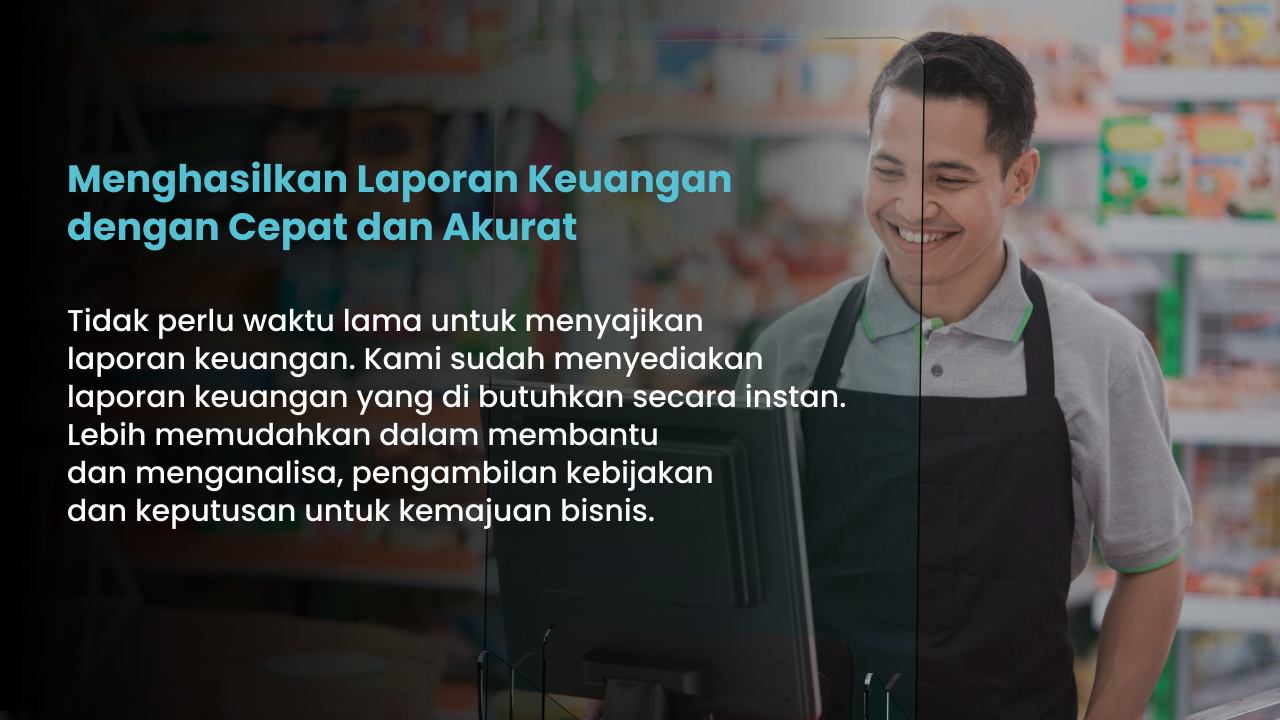 Menghasilkan Laporan Keuangan
dengan Cepat dan Akurat
Tidak perlu waktu lama untuk menyajikan
laporan keuangan. Kami sudah menyediakan
laporan keuangan yang di butuhkan secara instan.
Lebih memudahkan dalam membantu
dan menganalisa, pengambilan kebijakan
dan keputusan untuk kemajuan bisnis.